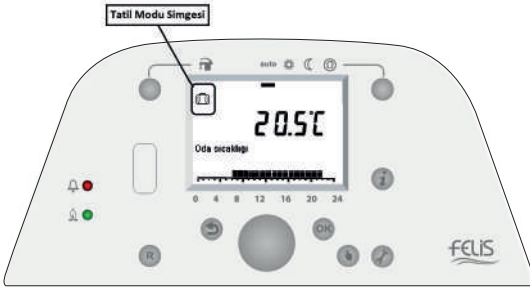 Tatil Modu Simgesi
auto
20.5°C
Oda sıcaklığı
0 4 8 12 16 20 24
i
OK
R
FELIS